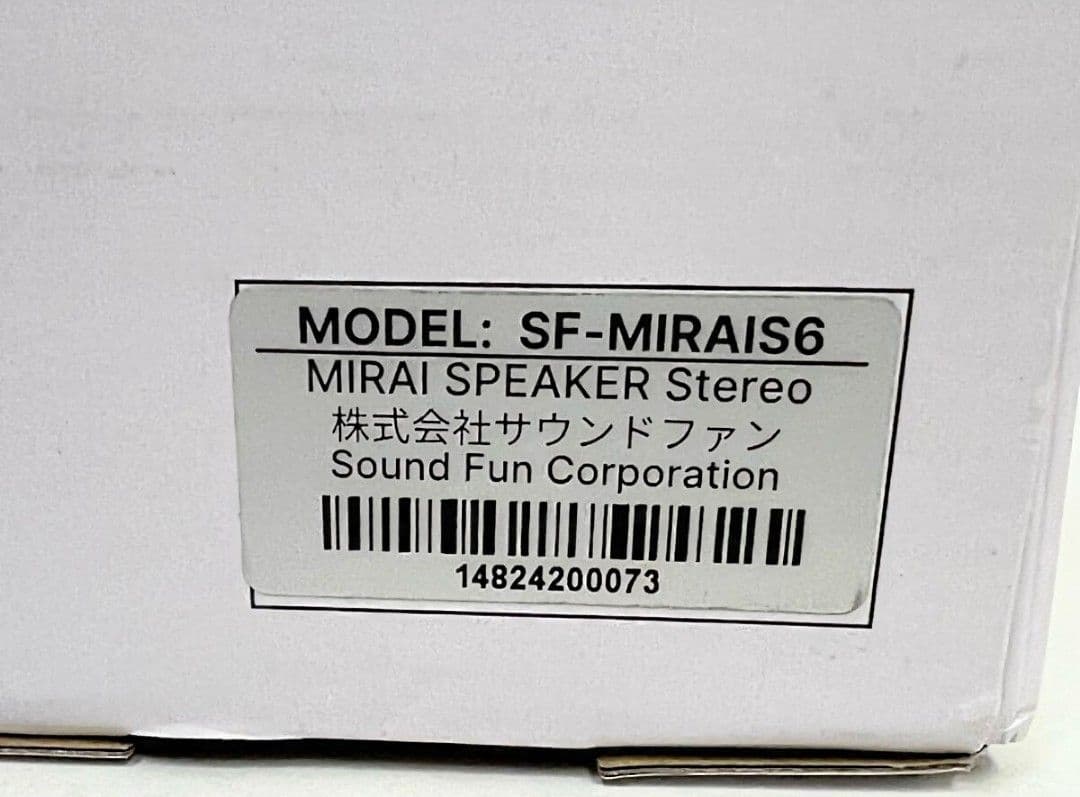 MODEL: SF-MIRAIS6
MIRAI SPEAKER Stereo
株式会社サウンドファン
Sound Fun Corporation
14824200073